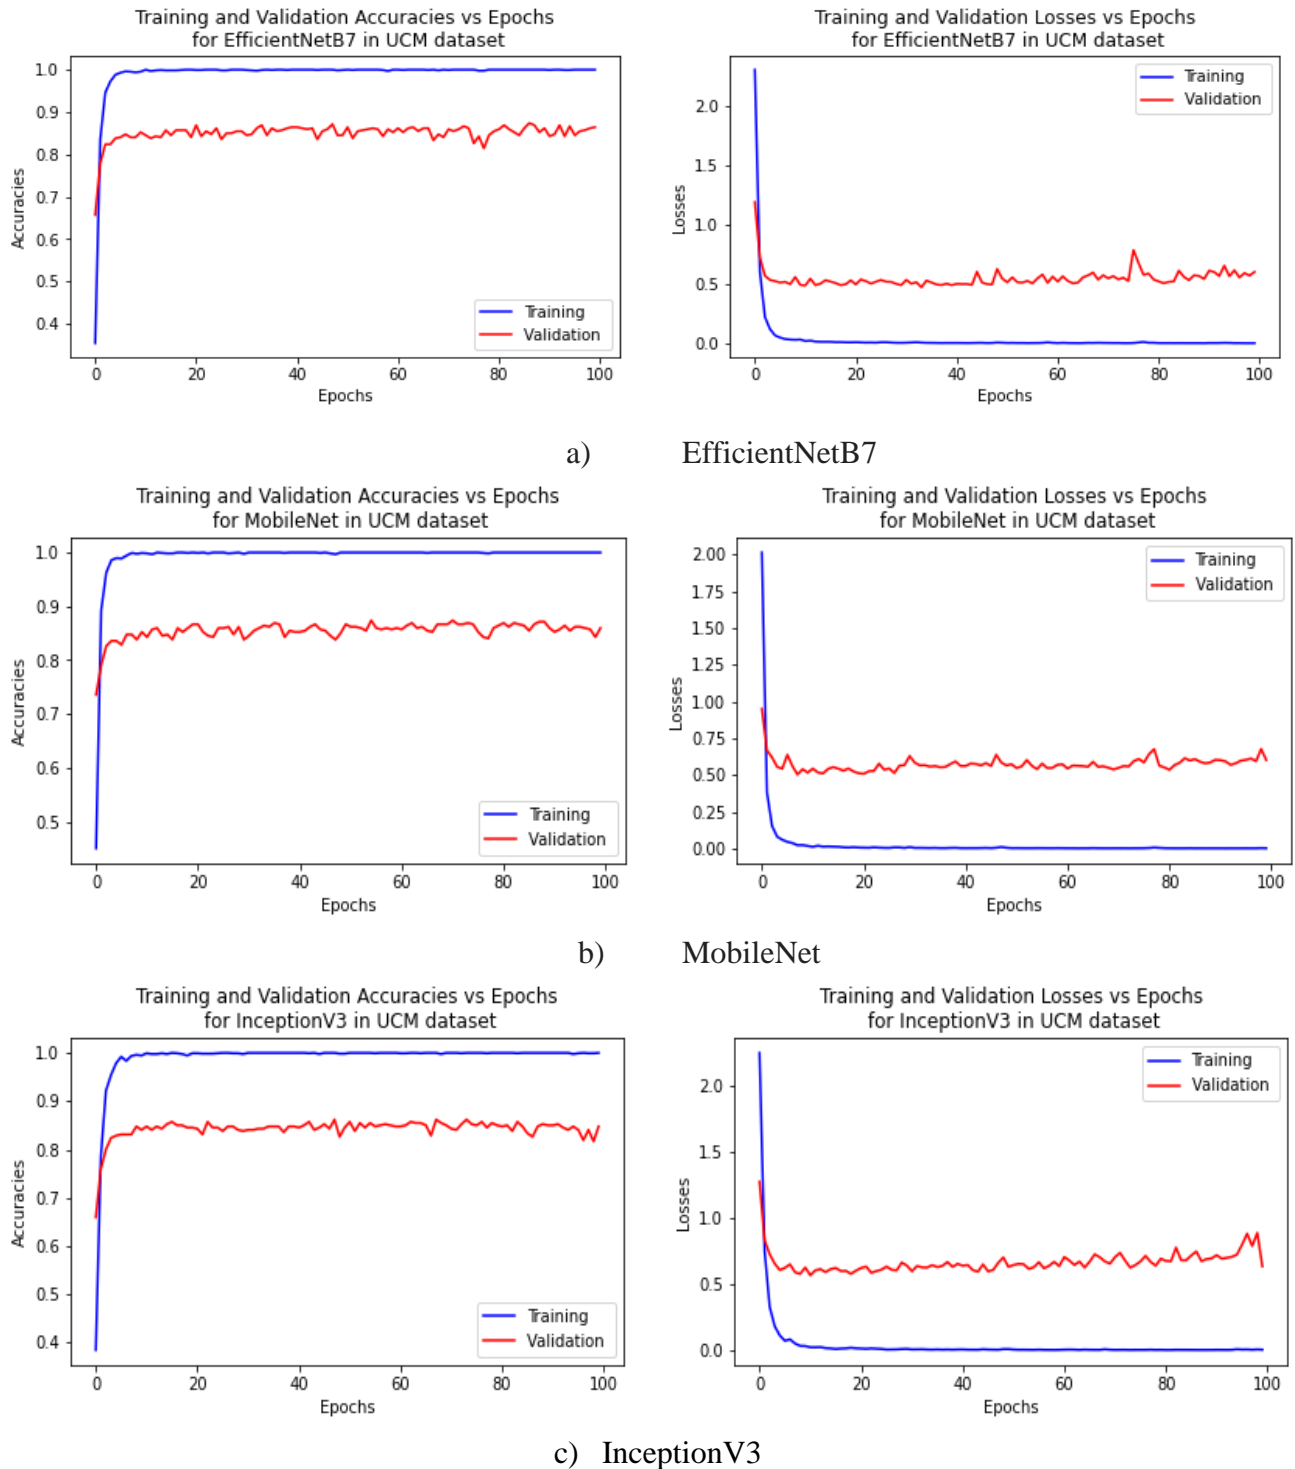 Training and Validation Accuracies vs Epochs
for EfficientNetB7 in UCM dataset
Accuracies
1.0
0.9
0.8
0.7
0.6
0.5
0.4
Training
Validation
0 20 40 60 80 100
Epochs
Training and Validation Losses vs Epochs
for EfficientNetB7 in UCM dataset
Losses
2.0
1.5
1.0
0.5
0.0
Training
Validation
0 20 40 60 80 100
Epochs
a) EfficientNetB7
Training and Validation Accuracies vs Epochs
for MobileNet in UCM dataset
Accuracies
1.0
0.9
0.8
0.7
0.6
0.5
Training
Validation
0 20 40 60 80 100
Epochs
Training and Validation Losses vs Epochs
for MobileNet in UCM dataset
Losses
2.00
1.75
1.50
1.25
1.00
0.75
0.50
0.25
0.00
Training
Validation
0 20 40 60 80 100
Epochs
b) MobileNet
Training and Validation Accuracies vs Epochs
for InceptionV3 in UCM dataset
Accuracies
1.0
0.9
0.8
0.7
0.6
0.5
0.4
Training
Validation
0 20 40 60 80 100
Epochs
Training and Validation Losses vs Epochs
for InceptionV3 in UCM dataset
Losses
2.0
1.5
1.0
0.5
0.0
Training
Validation
0 20 40 60 80 100
Epochs
c) InceptionV3